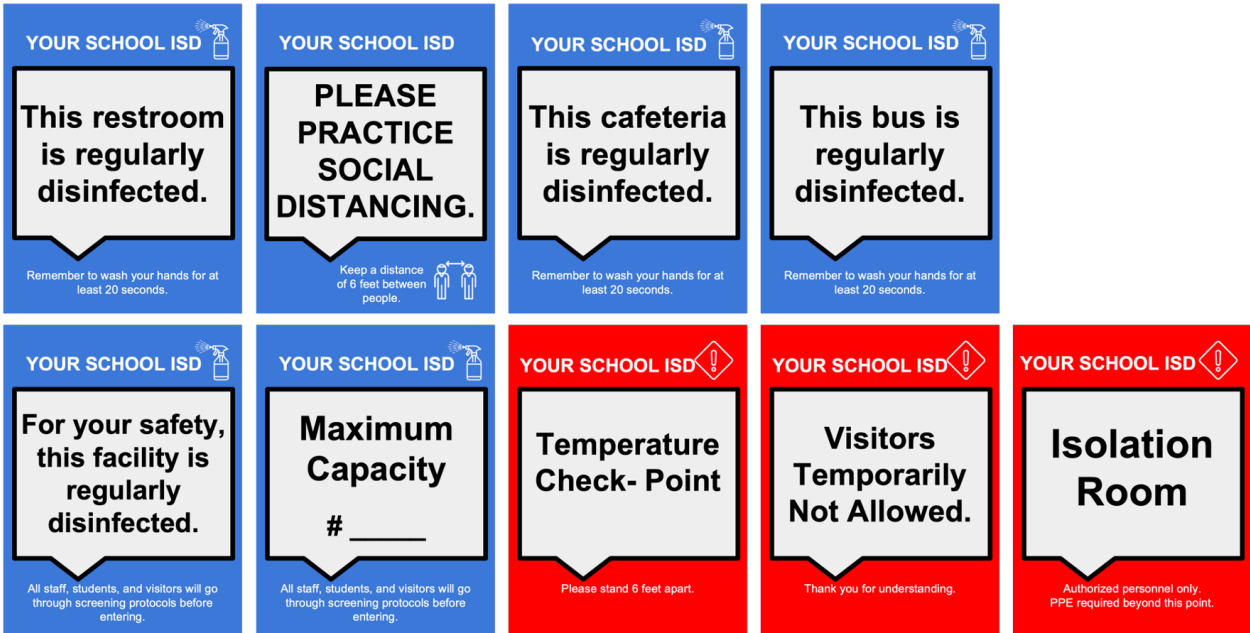 YOUR SCHOOL ISD
This restroom
is regularly
disinfected.
Remember to wash your hands for at
least 20 seconds.
YOUR SCHOOL ISD
PLEASE
PRACTICE
SOCIAL
DISTANCING.
Keep a distance
of 6 feet between
people.
YOUR SCHOOL ISD
This cafeteria
is regularly
disinfected.
Remember to wash your hands for at
least 20 seconds.
YOUR SCHOOL ISD
This bus is
regularly
disinfected.
Remember to wash your hands for at
least 20 seconds.
YOUR SCHOOL ISD
For your safety,
this facility is
regularly
disinfected.
All staff, students, and visitors will go
through screening protocols before
entering.
YOUR SCHOOL ISD
Maximum
Capacity
# _____
All staff, students, and visitors will go
through screening protocols before
entering.
YOUR SCHOOL ISD
Temperature
Check- Point
Please stand 6 feet apart.
YOUR SCHOOL ISD
Visitors
Temporarily
Not Allowed.
Thank you for understanding.
YOUR SCHOOL ISD
Isolation
Room
Authorized personnel only.
PPE required beyond this point.